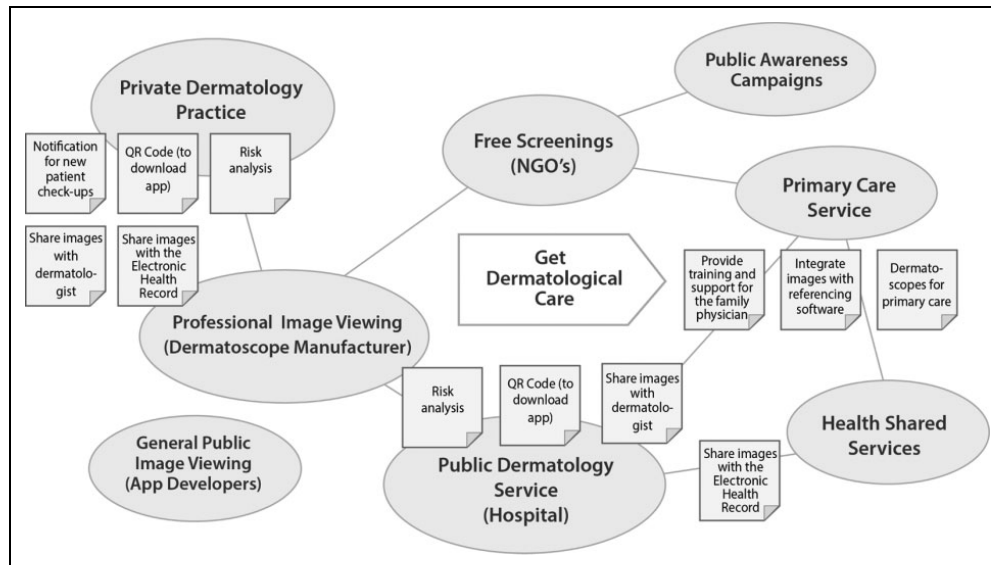 Public Awareness
Campaigns
Private Dermatology
Practice
Notification
for new
patient
check-ups
QR Code (to
download
app)
Risk
analysis
Free Screenings
(NGO's)
Primary Care
Service
Share images
with
dermatolo-
gist
Share images
with the
Electronic
Health
Record
Get
Dermatological
Care
Provide
training and
support for
the family
physician
Integrate
images with
referencing
software
Dermato-
scopes for
primary care
Professional Image Viewing
(Dermatoscope Manufacturer)
Risk
analysis
QR Code (to
download
app)
Share images
with
dermatolo-
gist
General Public
Image Viewing
(App Developers)
Public Dermatology
Service
(Hospital)
Share images
with the
Electronic
Health
Record
Health Shared
Services